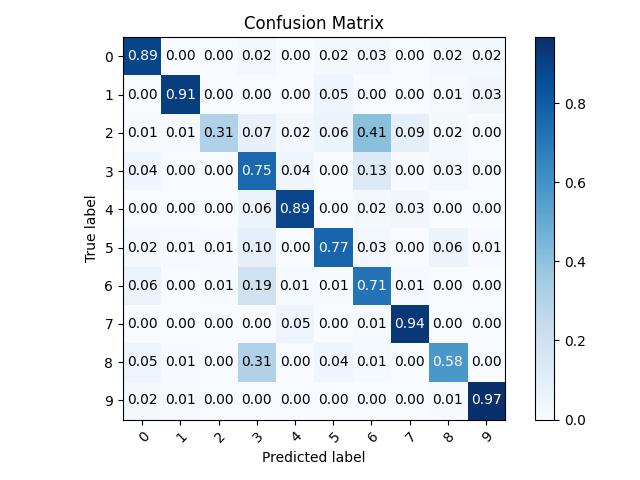 Confusion Matrix
0 0.89 0.00 0.00 0.02 0.00 0.02 0.03 0.00 0.02 0.02
1 0.00 0.91 0.00 0.00 0.00 0.05 0.00 0.00 0.01 0.03
2 0.01 0.01 0.31 0.07 0.02 0.06 0.41 0.09 0.02 0.00
3 0.04 0.00 0.00 0.75 0.04 0.00 0.13 0.00 0.03 0.00
4 0.00 0.00 0.00 0.06 0.89 0.00 0.02 0.03 0.00 0.00
5 0.02 0.01 0.01 0.10 0.00 0.77 0.03 0.00 0.06 0.01
6 0.06 0.00 0.01 0.19 0.01 0.01 0.71 0.01 0.00 0.00
7 0.00 0.00 0.00 0.00 0.05 0.00 0.01 0.94 0.00 0.00
8 0.05 0.01 0.00 0.31 0.00 0.04 0.01 0.00 0.58 0.00
9 0.02 0.01 0.00 0.00 0.00 0.00 0.00 0.00 0.01 0.97
0 1 2 3 4 5 6 7 8 9
Predicted label
True label
0.8
0.6
0.4
0.2
0.0